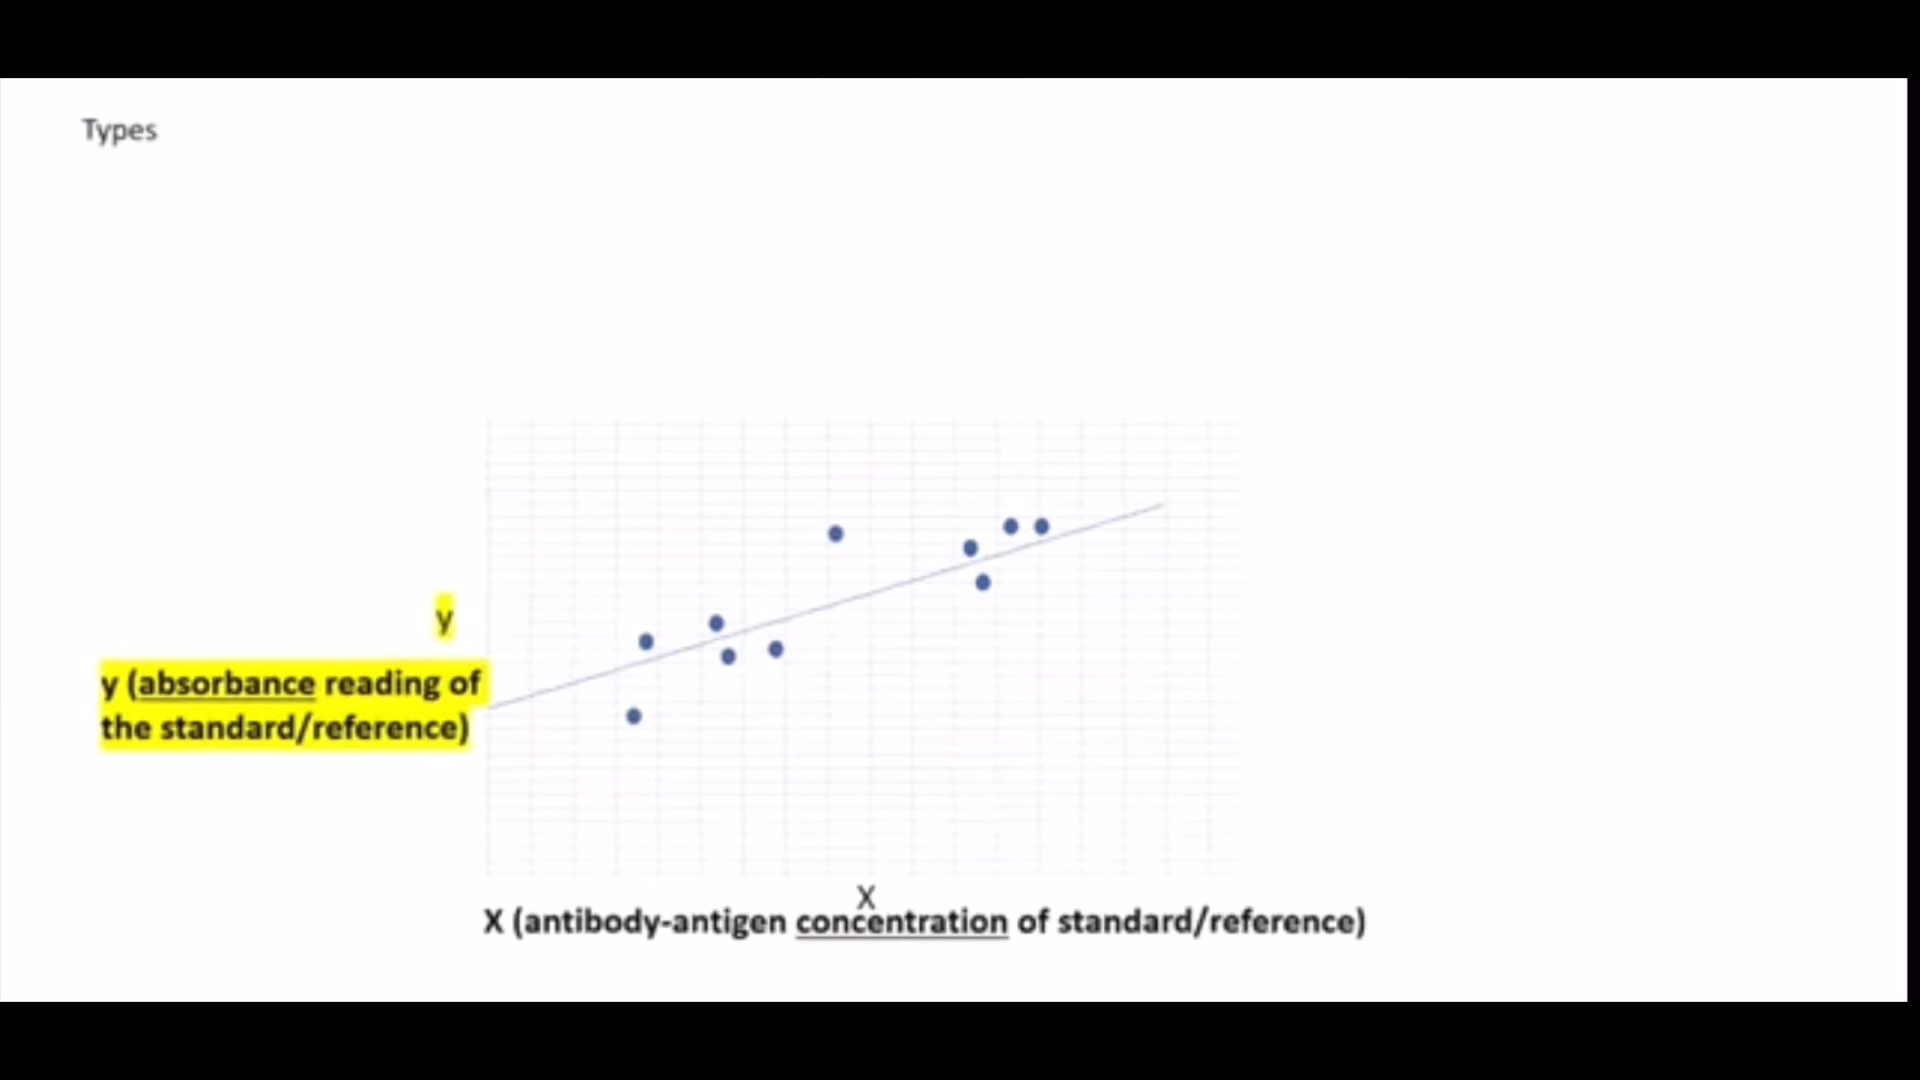 Types
y
y (absorbance reading of
the standard/reference)
X
X (antibody-antigen concentration of standard/reference)